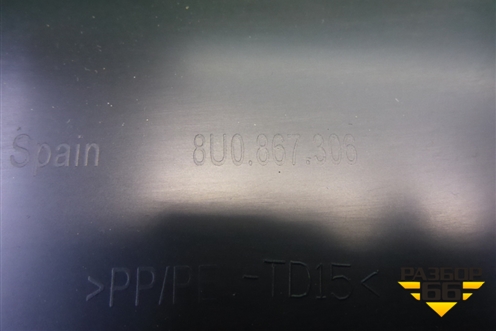 Spain
8U0.867.306
>PP/PE.-TD15<
РАЗБОР
66